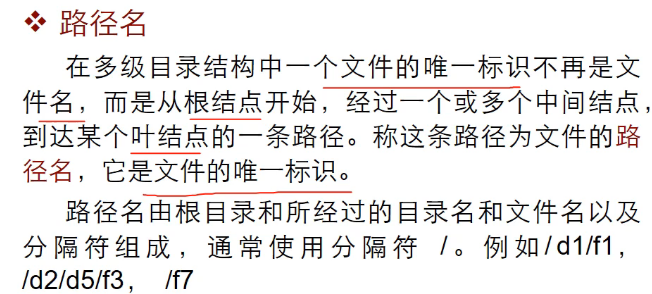 ❖ 路径名
在多级目录结构中一个文件的唯一标识不再是文
件名，而是从根结点开始，经过一个或多个中间结点，
到达某个叶结点的一条路径。称这条路径为文件的路
径名，它是文件的唯一标识。
路径名由根目录和所经过的目录名和文件名以及
分隔符组成，通常使用分隔符 /。例如/ d1/f1，
/d2/d5/f3， /f7